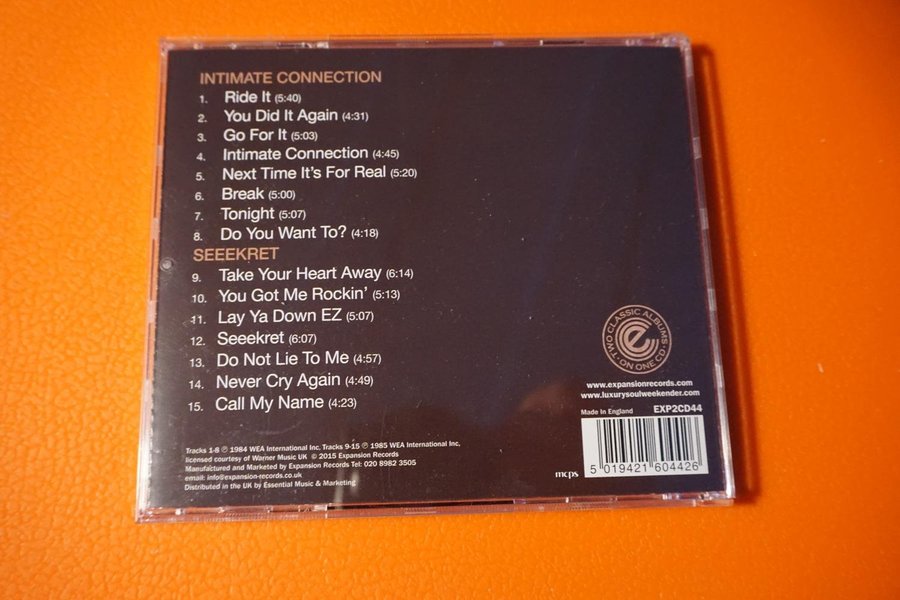 INTIMATE CONNECTION
1. Ride It (5:40)
2. You Did It Again (4:31)
3. Go For It (5:03)
4. Intimate Connection (4:45)
5. Next Time It's For Real (5:20)
6. Break (5:00)
7. Tonight (5:07)
8. Do You Want To? (4:18)
SEEEKRET
9. Take Your Heart Away (6:14)
10. You Got Me Rockin' (5:13)
11. Lay Ya Down EZ (5:07)
12. Seeekret (6:07)
13. Do Not Lie To Me (4:57)
14. Never Cry Again (4:49)
15. Call My Name (4:23)
TWO CLASSIC ALBUMS
e
• ON ONE CD •
www.expansionrecords.com
www.luxurysoulweekender.com
Made in England EXP2CD44
Tracks 1-8 ℗ 1984 WEA International Inc. Tracks 9-15 ℗ 1985 WEA International Inc.
licensed courtesy of Warner Music UK © 2015 Expansion Records
Manufactured and Marketed by Expansion Records Tel: 020 8982 3505
email: info@expansion-records.co.uk
Distributed in the UK by Essential Music & Marketing
mcps
5 019421 604426